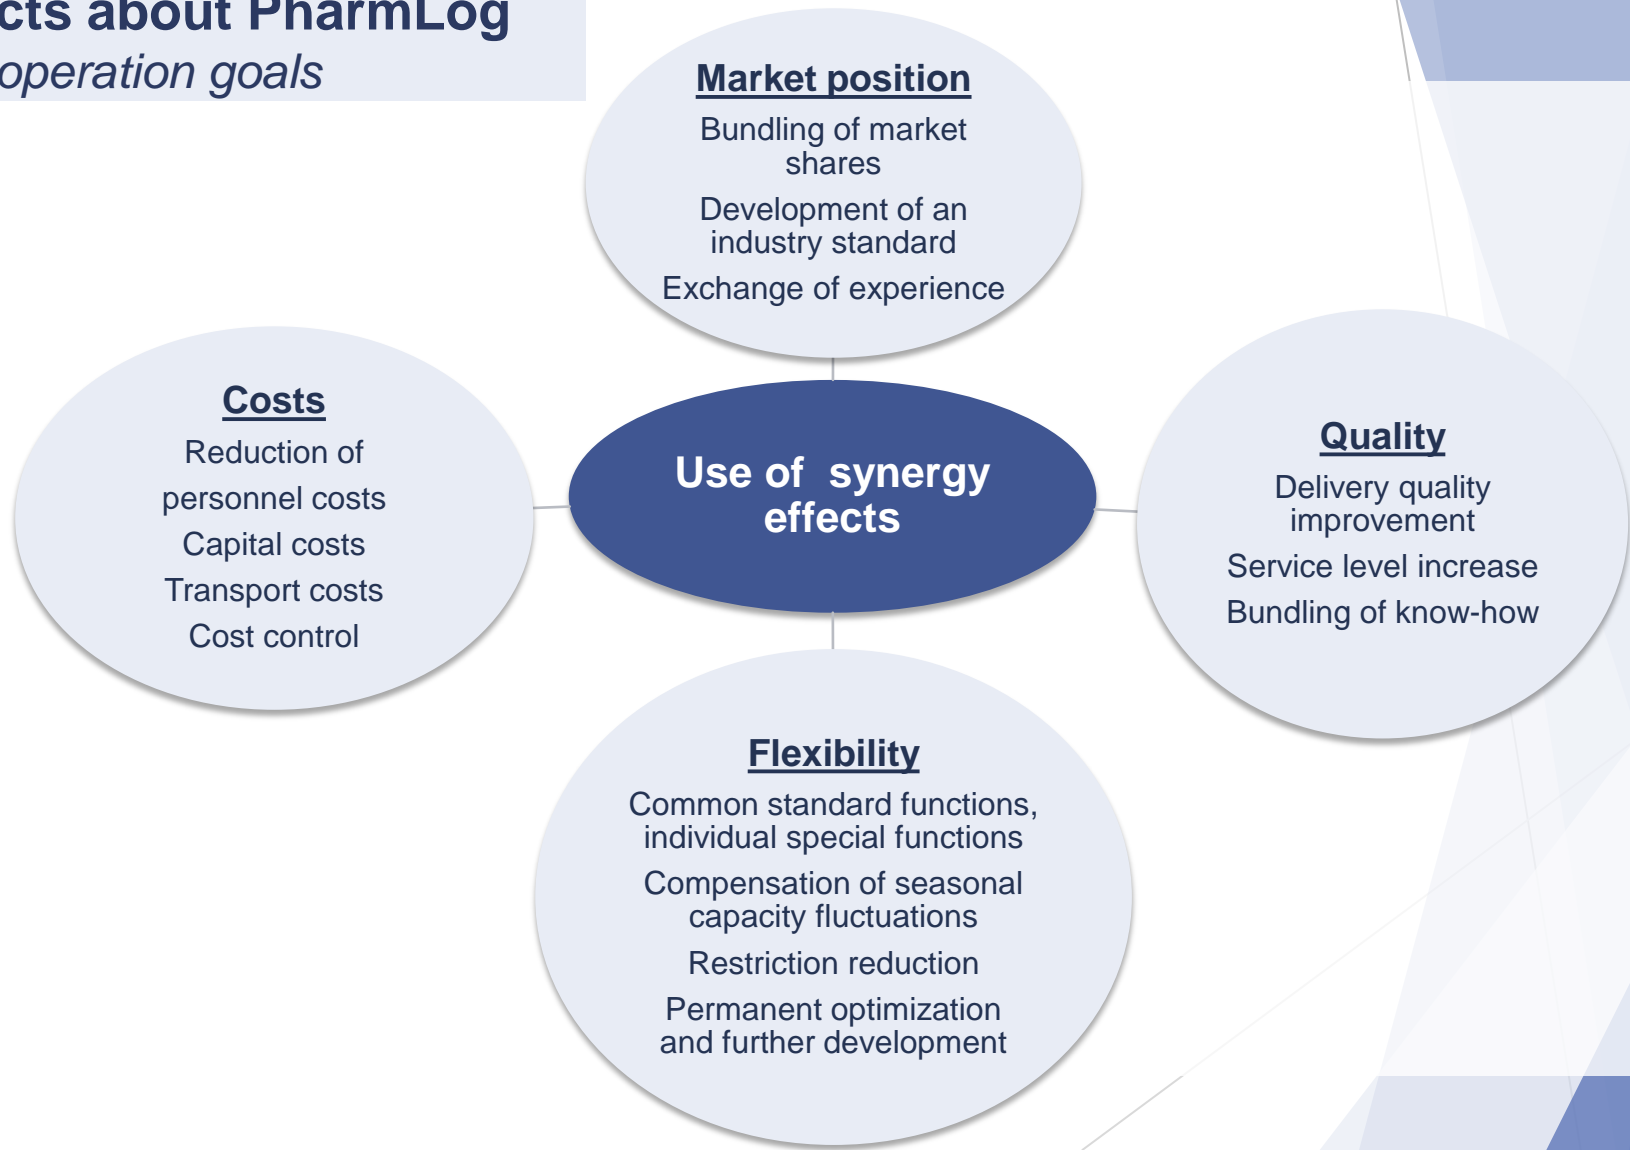 cts about PharmLog
operation goals
Market position
Bundling of market
shares
Development of an
industry standard
Exchange of experience
Costs
Reduction of
personnel costs
Capital costs
Transport costs
Cost control
Use of  synergy
effects
Quality
Delivery quality
improvement
Service level increase
Bundling of know-how
Flexibility
Common standard functions,
individual special functions
Compensation of seasonal
capacity fluctuations
Restriction reduction
Permanent optimization
and further development